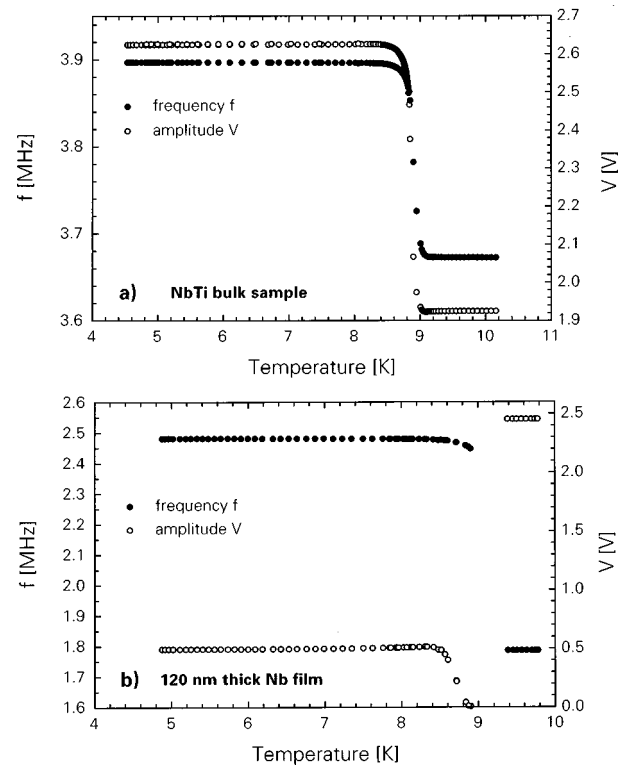 2.7
3.9
2.6
frequency f
2.5
amplitude V
f [MHz]
3.8
2.4
V [V]
2.3
3.7
2.2
2.1
a) NbTi bulk sample
2.0
3.6
1.9
4 5 6 7 8 9 10 11
Temperature [K]
2.6
2.5
2.5
2.4
2.3
2.0
frequency f
2.2
amplitude V
f [MHz]
2.1
1.5
V [V]
2.0
1.0
1.9
1.8
0.5
1.7
b) 120 nm thick Nb film
1.6
0.0
4 5 6 7 8 9 10
Temperature [K]